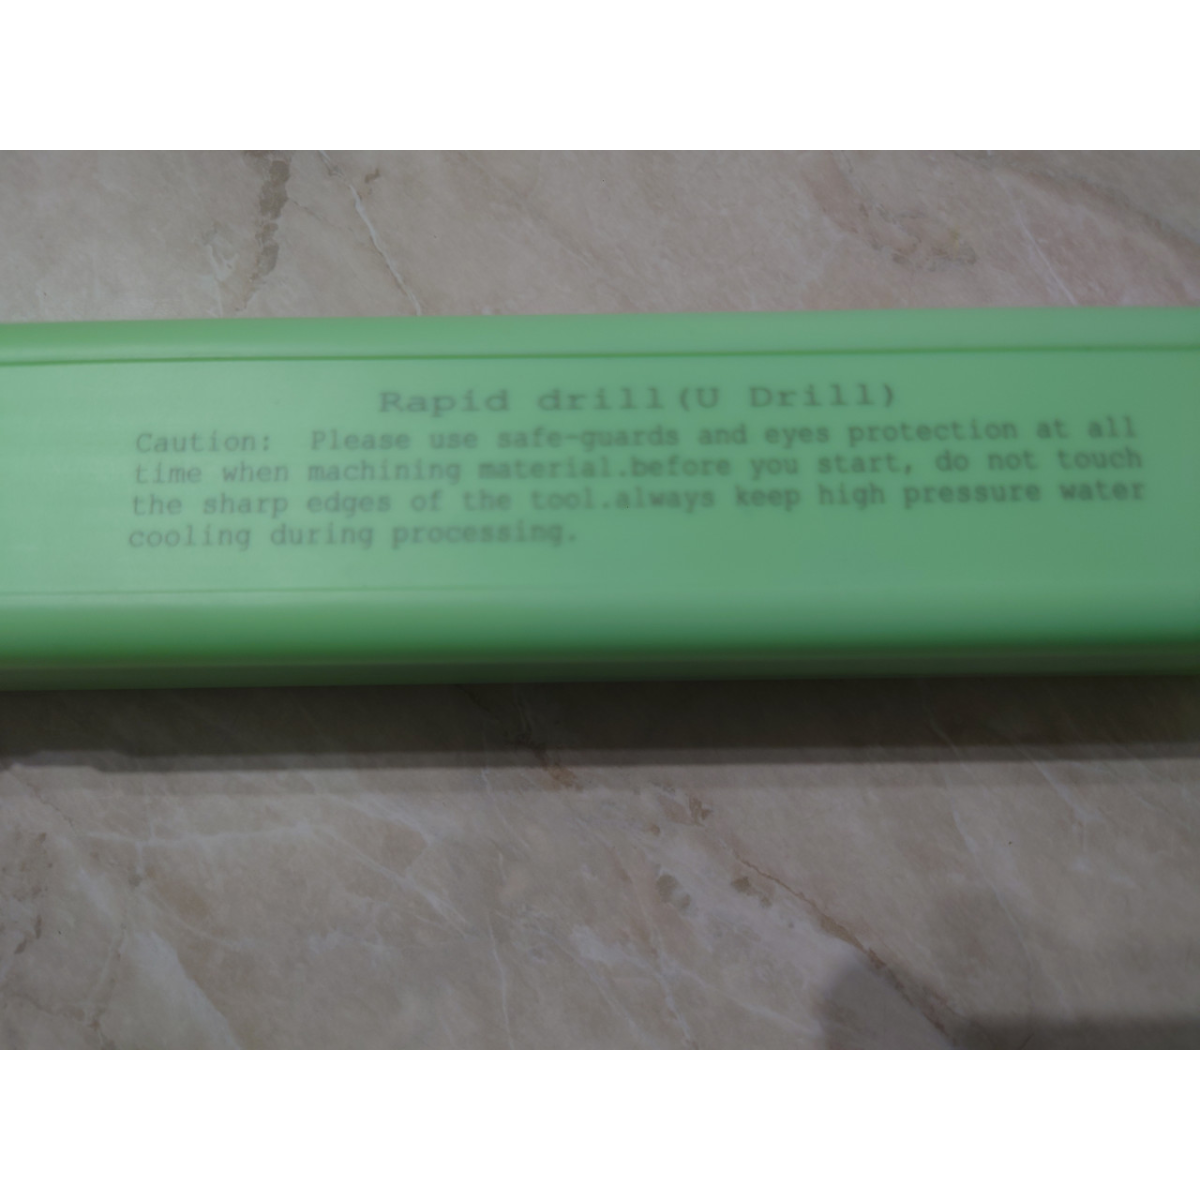 Rapid drill(U Drill)
Caution: Please use safe-guards and eyes protection at all
time when machining material.before you start, do not touch
the sharp edges of the tool.always keep high pressure water
cooling during processing.